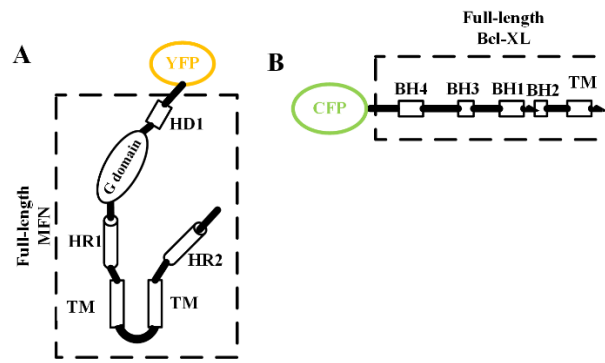 A
YFP
HD1
G domain
Full-length
MFN
HR1
HR2
TM
TM
B
Full-length
Bcl-XL
CFP
BH4
BH3
BH1
BH2
TM